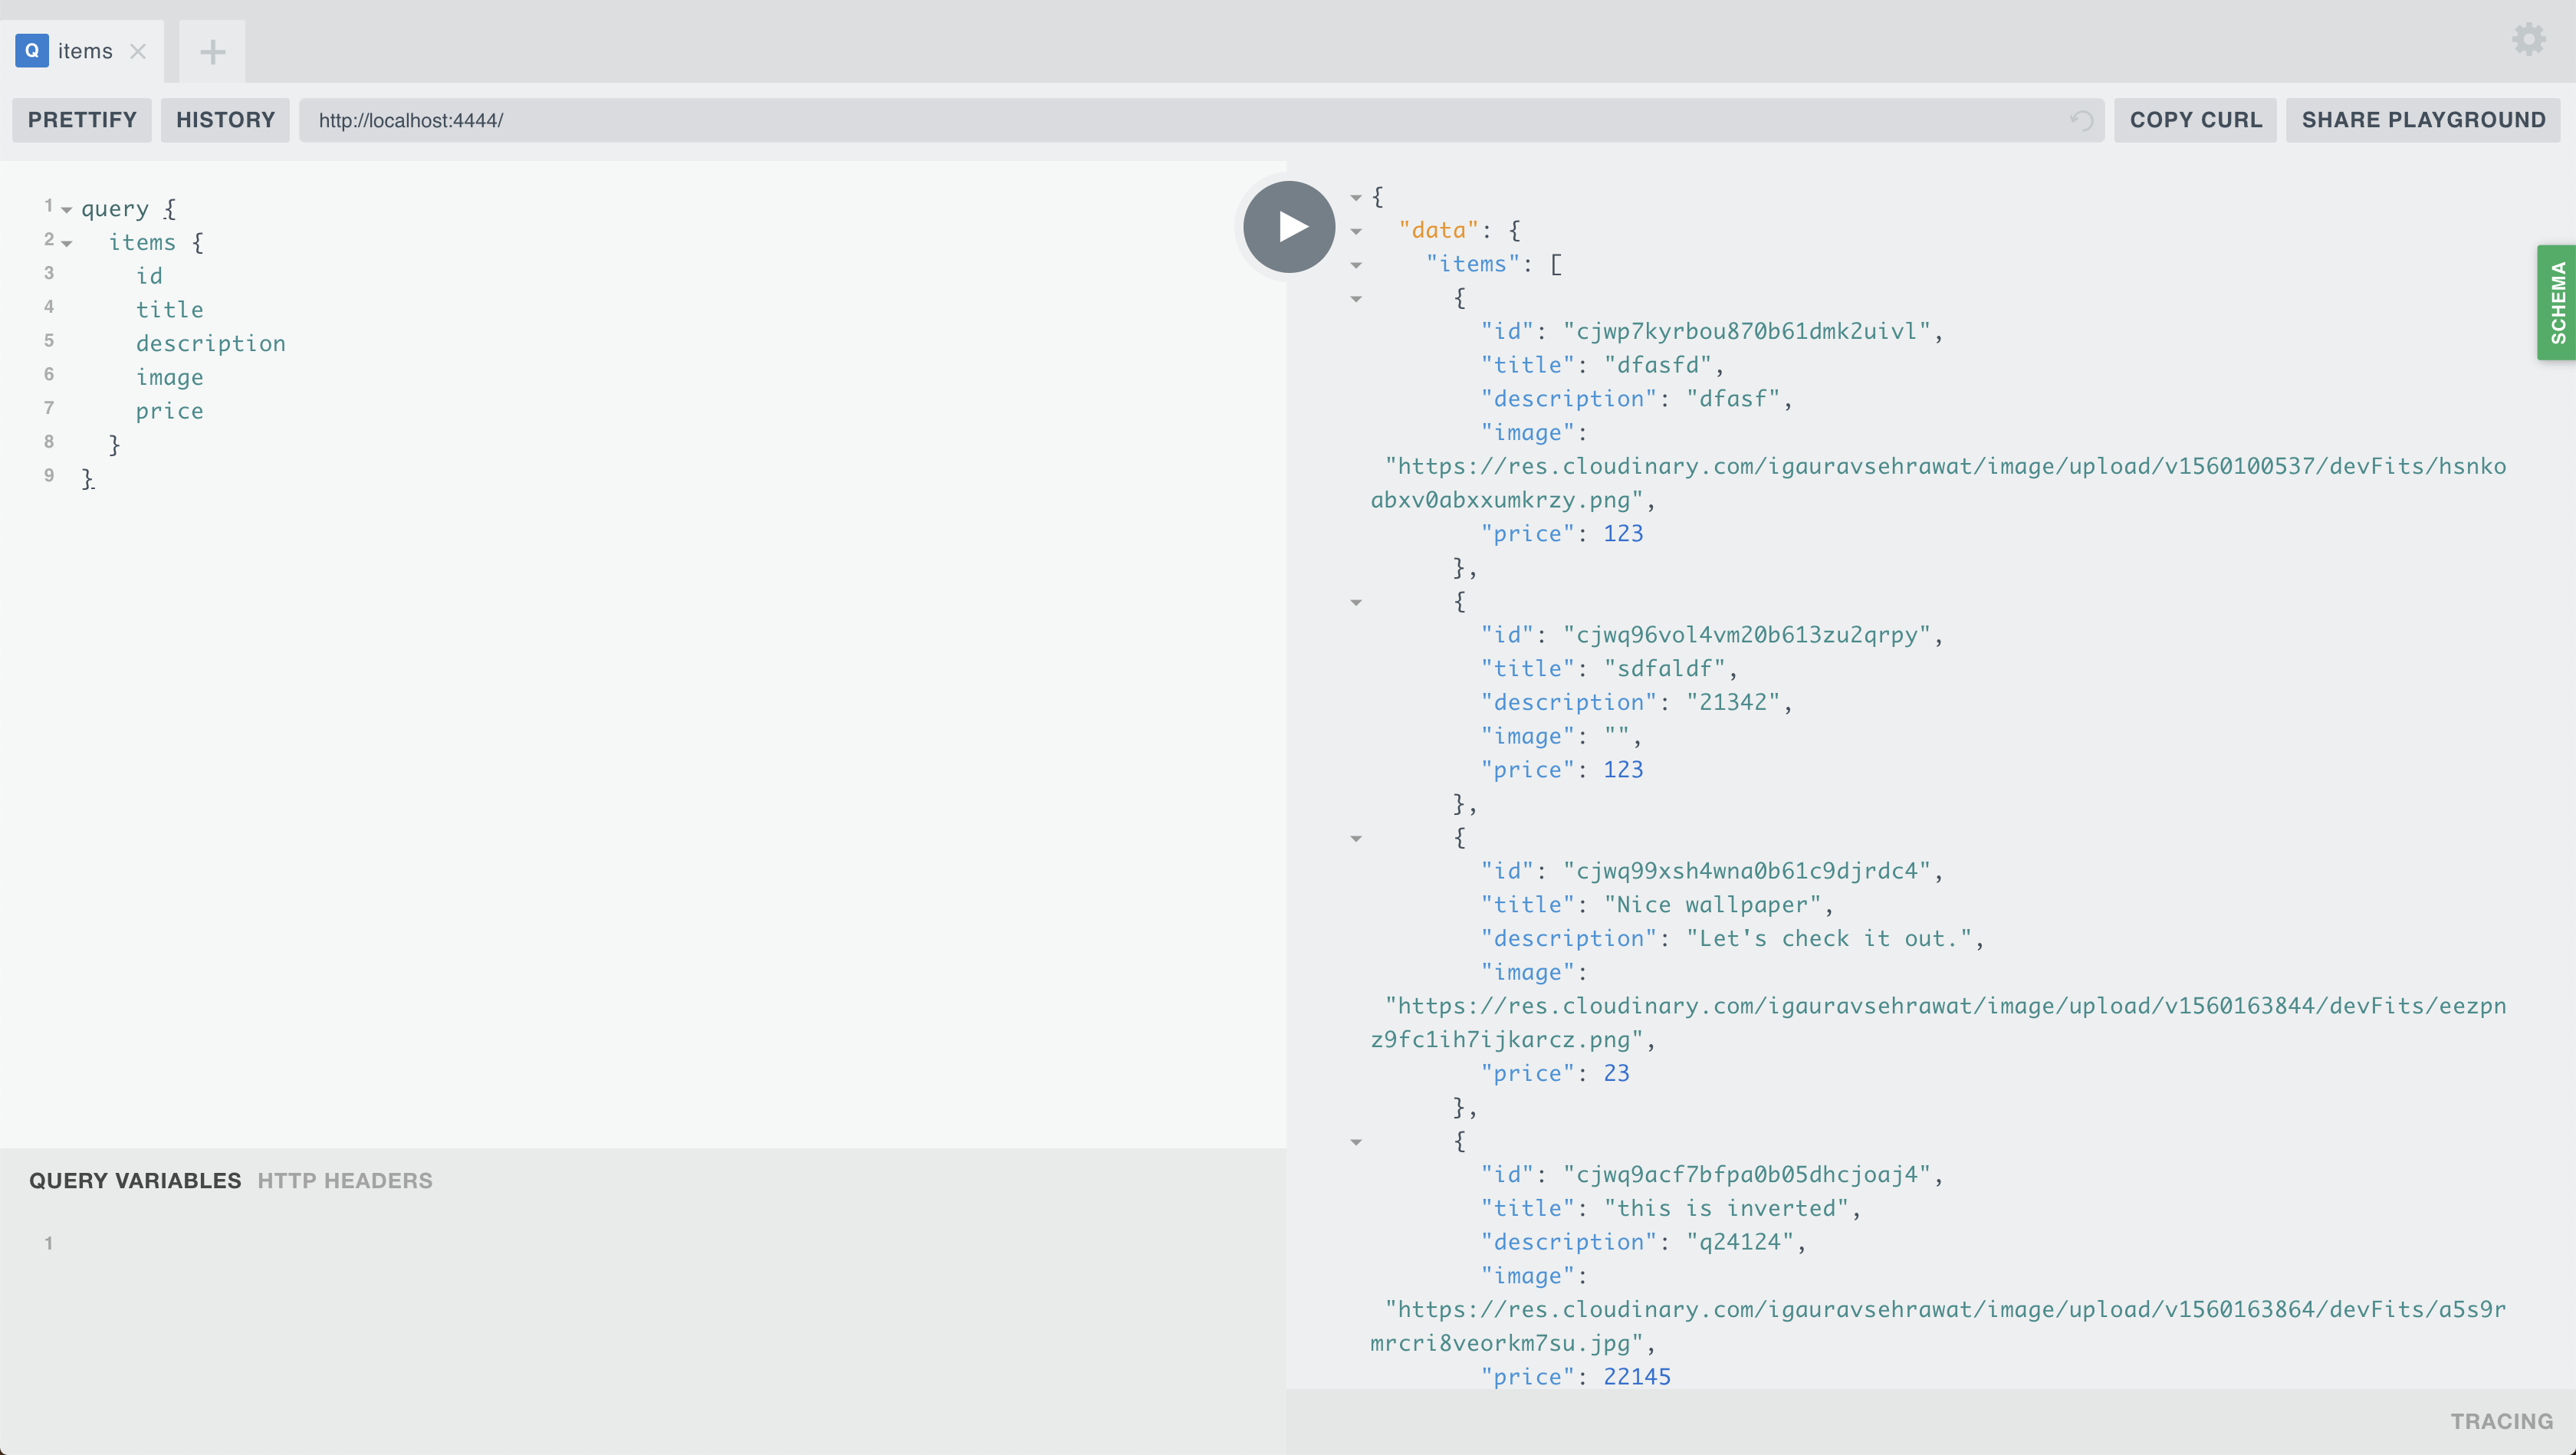 Q items
PRETTIFY HISTORY http://localhost:4444/ COPY CURL SHARE PLAYGROUND
1 query {
2 items {
3 id
4 title
5 description
6 image
7 price
8 }
9 }
QUERY VARIABLES HTTP HEADERS
1
{
"data": {
"items": [
{
"id": "cjwp7kyrbou870b61dmk2uivl",
"title": "dfasfd",
"description": "dfasf",
"image":
"https://res.cloudinary.com/igauravsehrawat/image/upload/v1560100537/devFits/hsnko
abxv0abxxumkrzy.png",
"price": 123
},
{
"id": "cjwq96vol4vm20b613zu2qrpy",
"title": "sdfaldf",
"description": "21342",
"image": "",
"price": 123
},
{
"id": "cjwq99xsh4wna0b61c9djrdc4",
"title": "Nice wallpaper",
"description": "Let's check it out.",
"image":
"https://res.cloudinary.com/igauravsehrawat/image/upload/v1560163844/devFits/eezpn
z9fc1ih7ijkarcz.png",
"price": 23
},
{
"id": "cjwq9acf7bfpa0b05dhcjoaj4",
"title": "this is inverted",
"description": "q24124",
"image":
"https://res.cloudinary.com/igauravsehrawat/image/upload/v1560163864/devFits/a5s9r
mrcri8veorkm7su.jpg",
"price": 22145
SCHEMA
TRACING